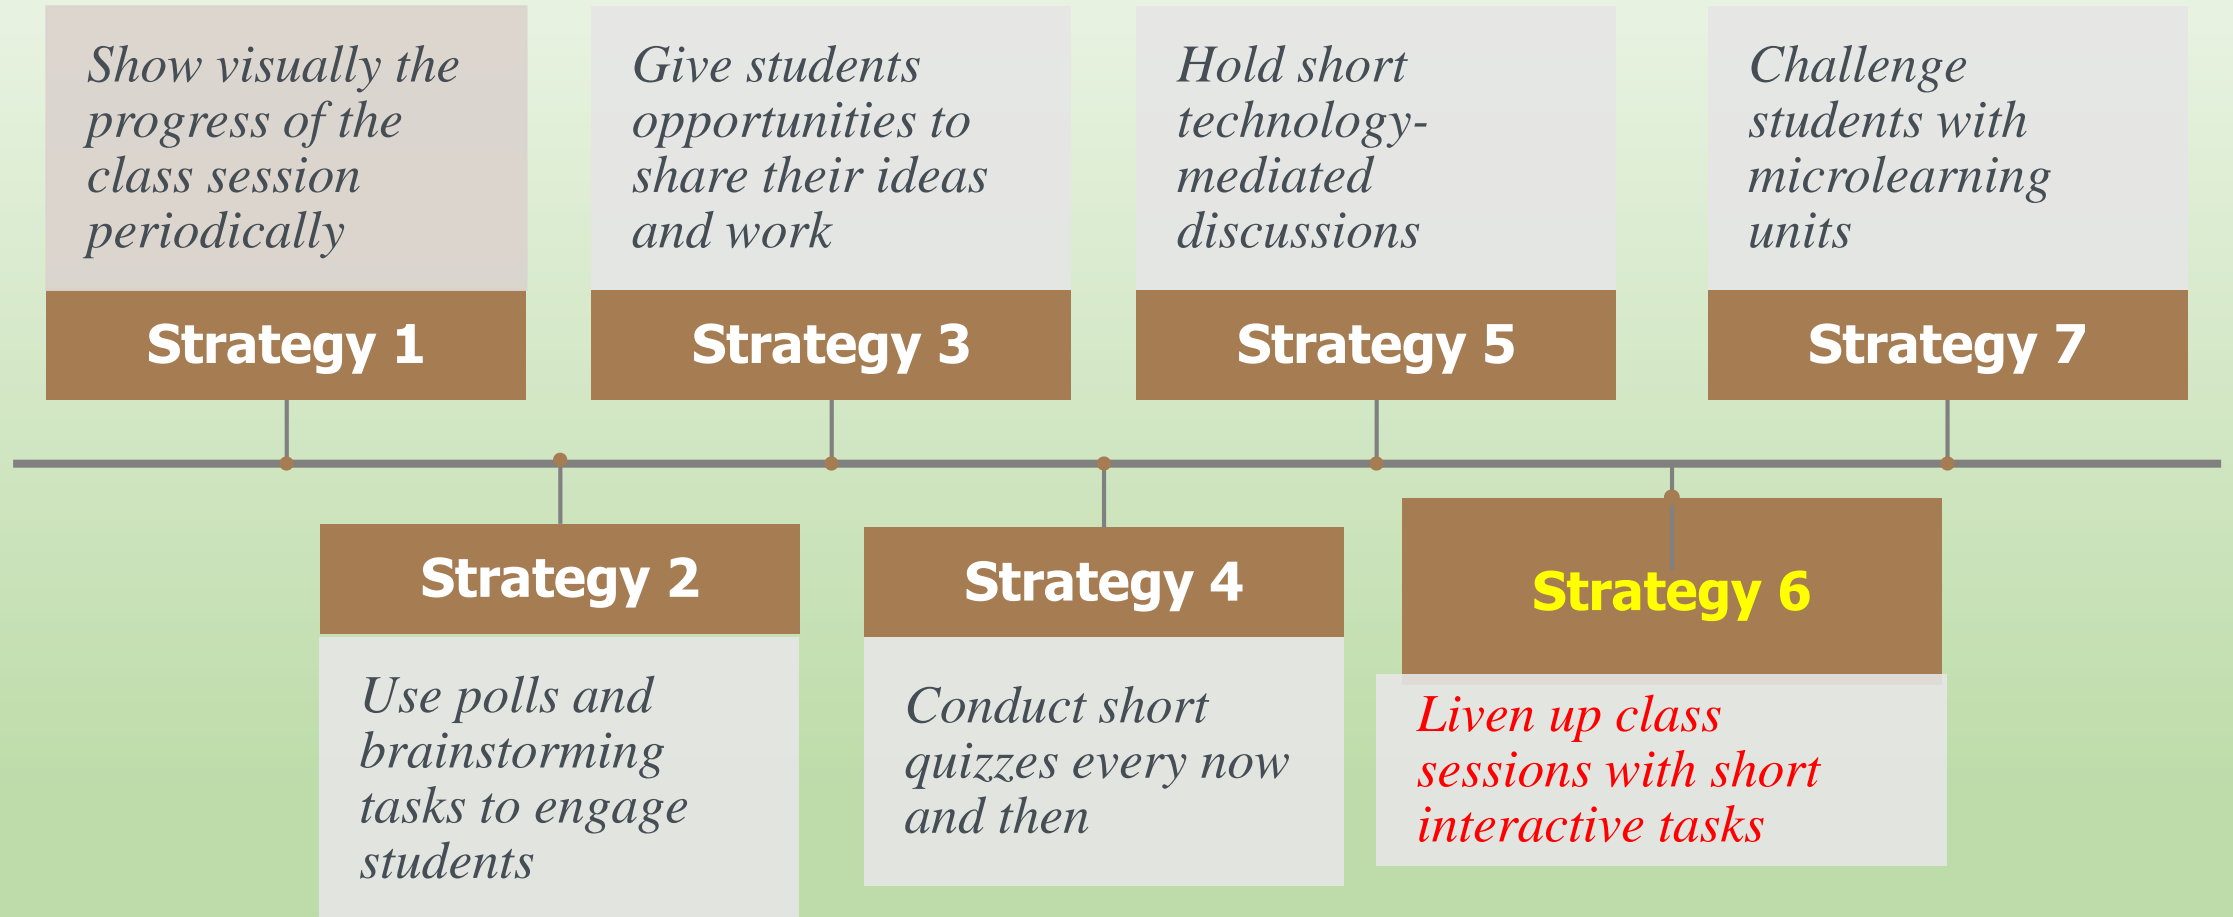 Show visually the
progress of the
class session
periodically
Strategy 1
Give students
opportunities to
share their ideas
and work
Strategy 3
Hold short
technology-
mediated
discussions
Strategy 5
Challenge
students with
microlearning
units
Strategy 7
Strategy 2
Use polls and
brainstorming
tasks to engage
students
Strategy 4
Conduct short
quizzes every now
and then
Strategy 6
Liven up class
sessions with short
interactive tasks